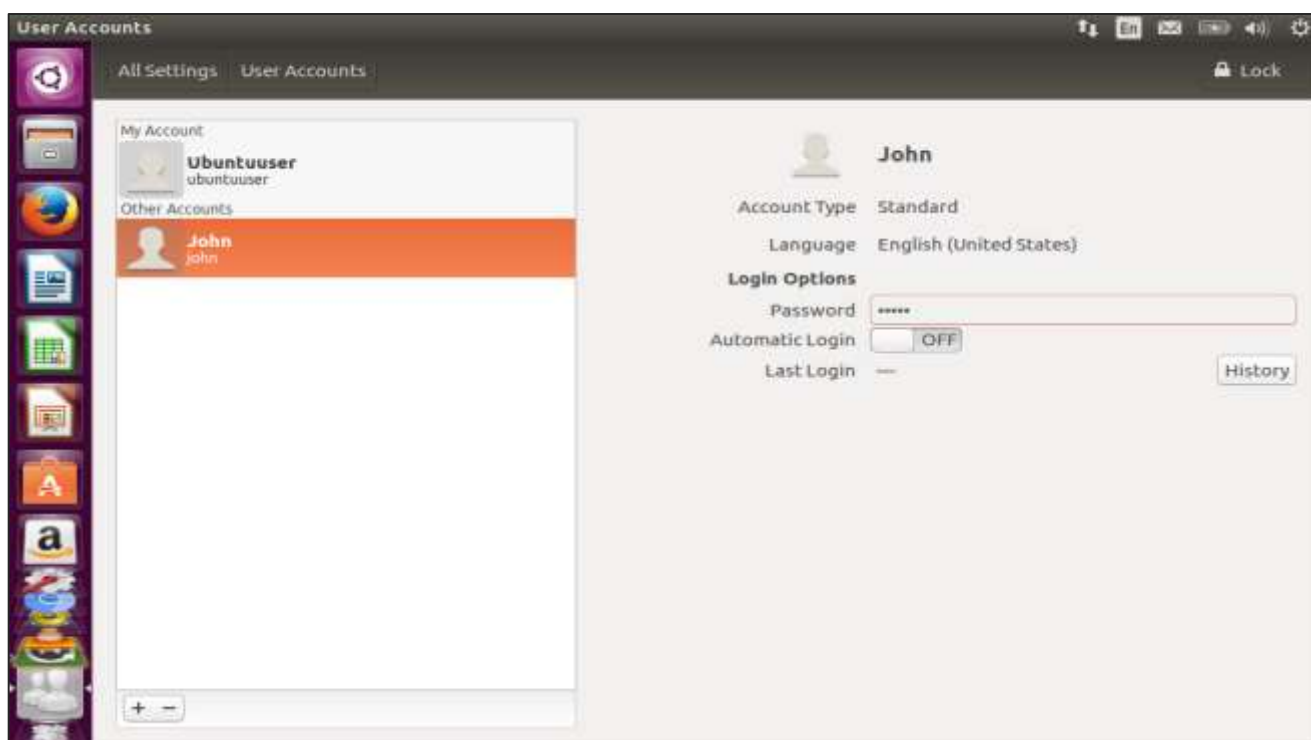 User Accounts
En
All Settings User Accounts
Lock
My Account
Ubuntuuser
ubuntuuser
Other Accounts
John
john
+ −
John
Account Type Standard
Language English (United States)
Login Options
Password •••••
Automatic Login OFF
Last Login —
History
A
a